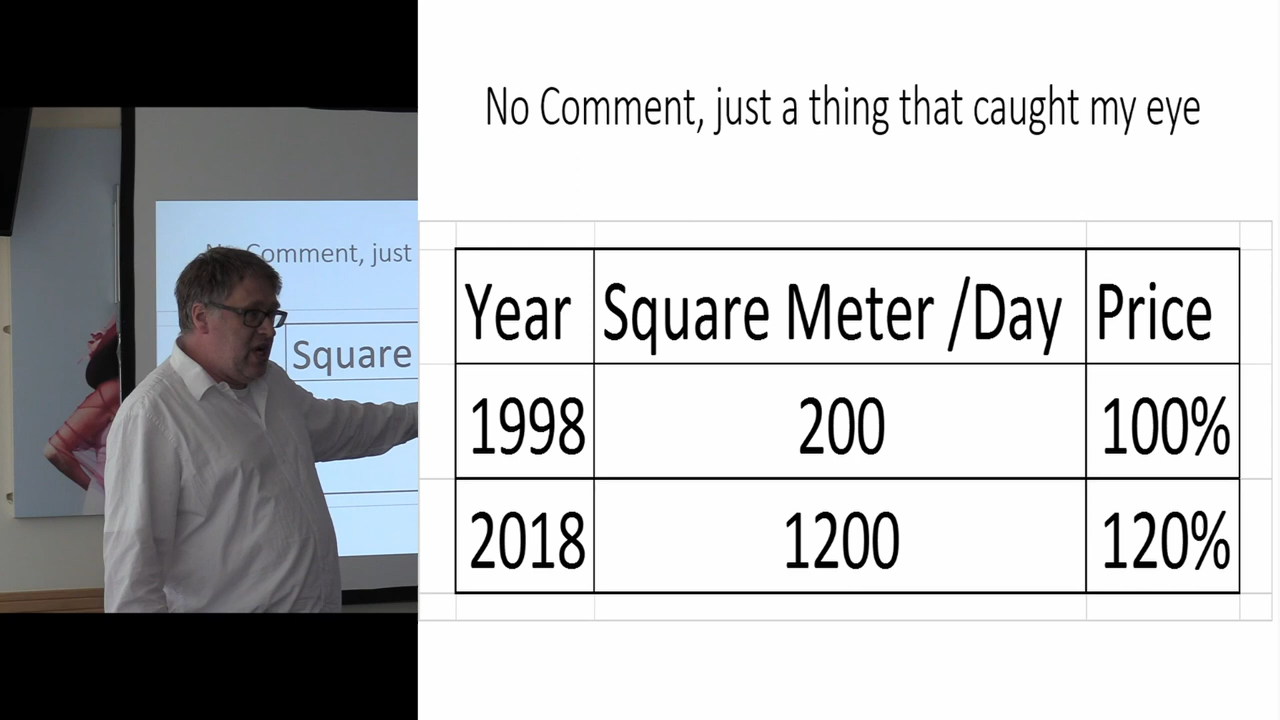 No Comment, just a thing that caught my eye
Year Square Meter /Day Price
1998 200 100%
2018 1200 120%
Comment, just
Square